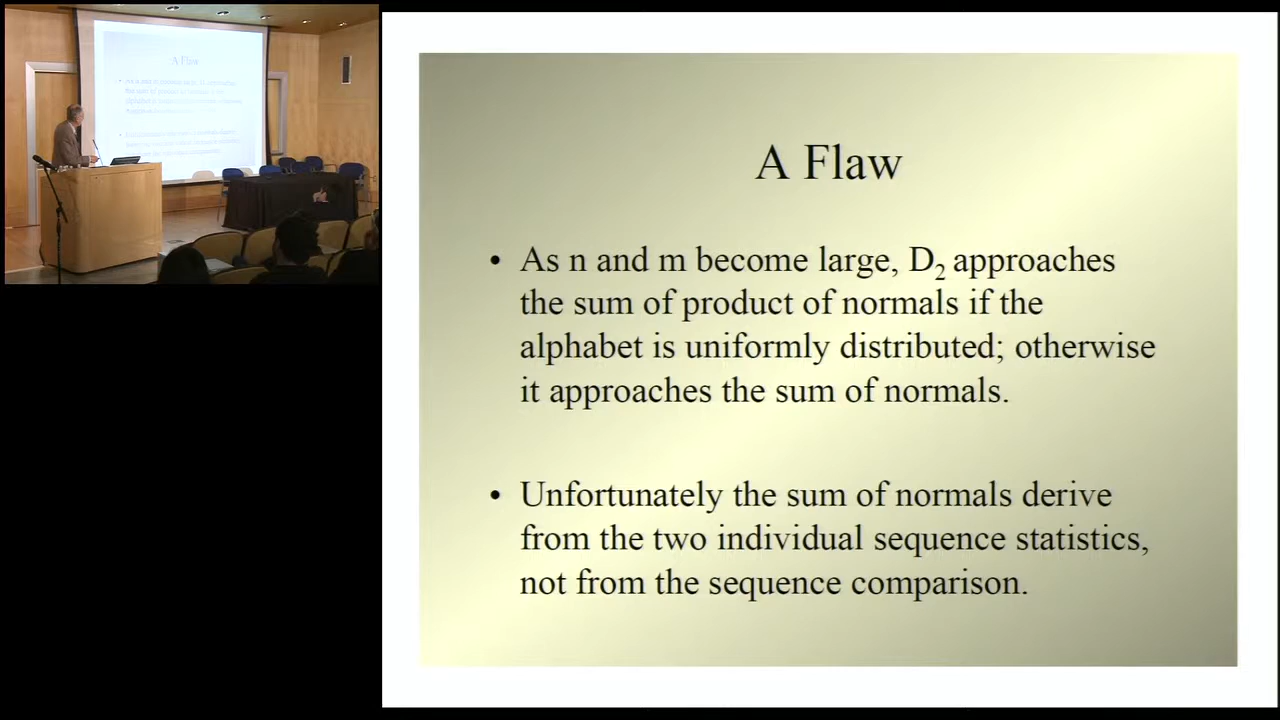 A Flaw
• As n and m become large, D₂ approaches
the sum of product of normals if the
alphabet is uniformly distributed; otherwise
it approaches the sum of normals.
• Unfortunately the sum of normals derive
from the two individual sequence statistics,
not from the sequence comparison.
A Flaw